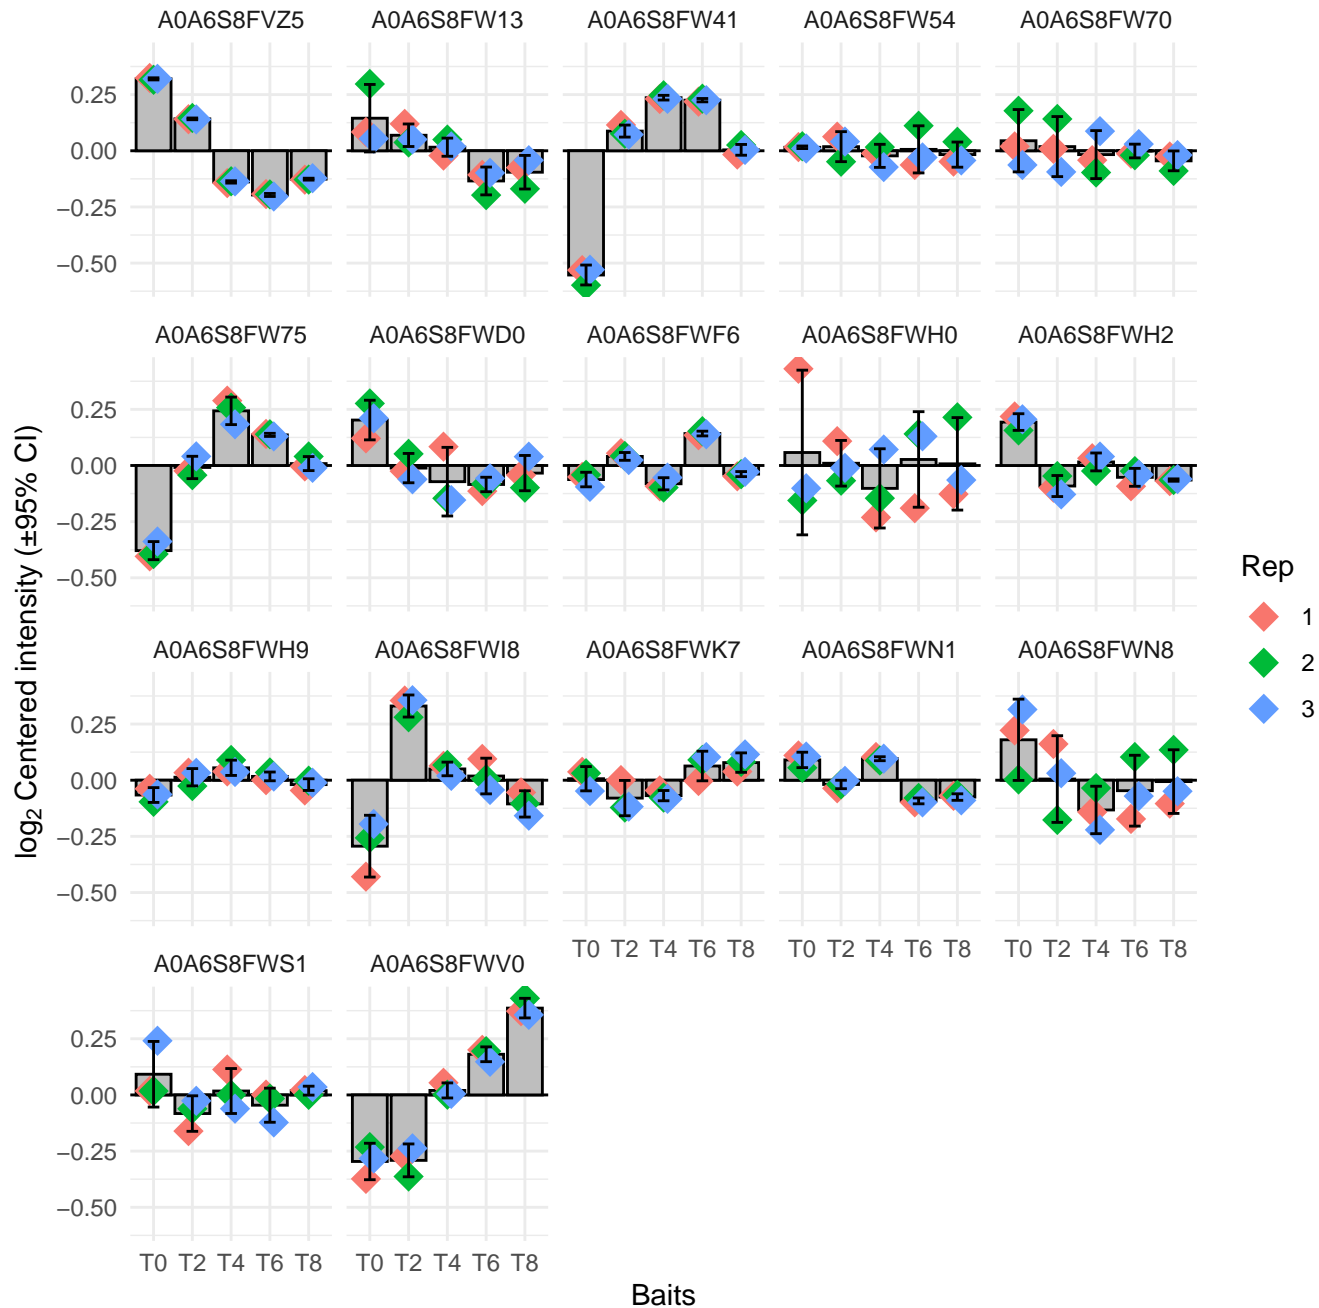 A0A6S8FVZ5 A0A6S8FW13 A0A6S8FW41 A0A6S8FW54 A0A6S8FW70
0.25
0.00
−0.25
−0.50
A0A6S8FW75 A0A6S8FWD0 A0A6S8FWF6 A0A6S8FWH0 A0A6S8FWH2
0.25
0.00
−0.25
−0.50
A0A6S8FWH9 A0A6S8FWI8 A0A6S8FWK7 A0A6S8FWN1 A0A6S8FWN8
0.25
0.00
−0.25
−0.50
T0 T2 T4 T6 T8 T0 T2 T4 T6 T8 T0 T2 T4 T6 T8
A0A6S8FWS1 A0A6S8FWV0
0.25
0.00
−0.25
−0.50
T0 T2 T4 T6 T8 T0 T2 T4 T6 T8
Baits
log2 Centered intensity (±95% CI)
Rep
1
2
3